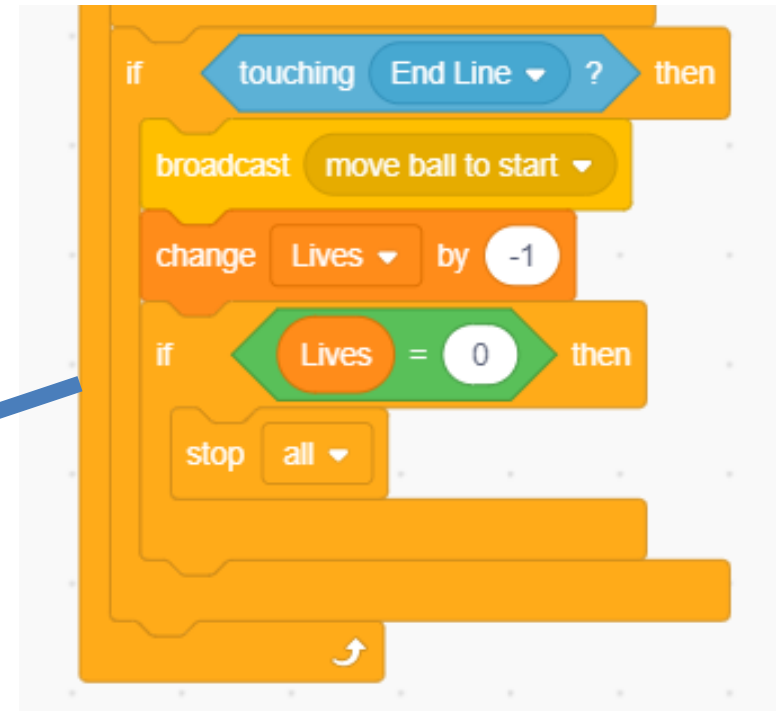 if touching End Line ? then
broadcast move ball to start
change Lives by -1
if Lives = 0 then
stop all